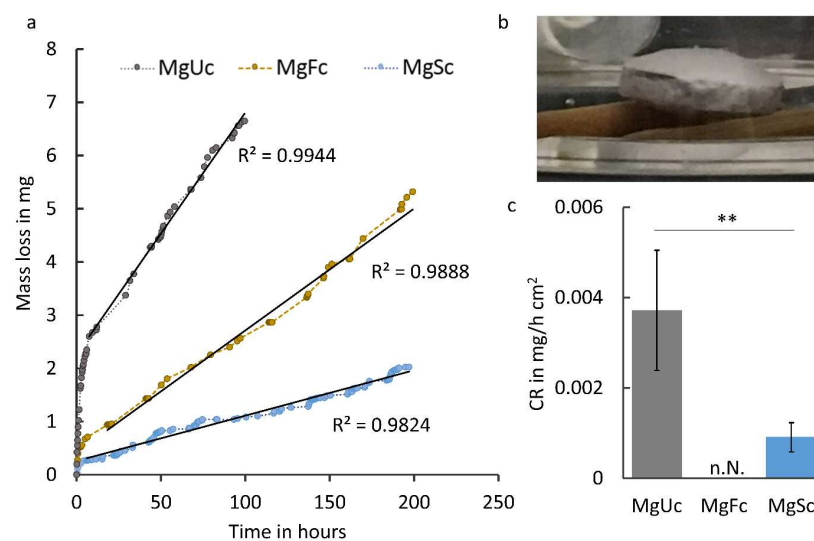 a
Mass loss in mg
8
7
6
5
4
3
2
1
0
MgUc MgFc MgSc
R² = 0.9944
R² = 0.9888
R² = 0.9824
0 50 100 150 200 250
Time in hours
b
c
CR in mg/h cm²
0.006
0.004
0.002
0
**
n.N.
MgUc MgFc MgSc